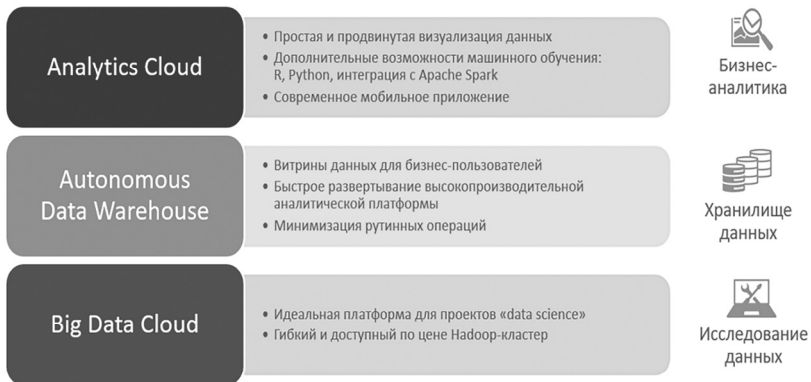 Analytics Cloud
• Простая и продвинутая визуализация данных
• Дополнительные возможности машинного обучения:
R, Python, интеграция с Apache Spark
• Современное мобильное приложение
Бизнес-
аналитика
Autonomous
Data Warehouse
• Витрины данных для бизнес-пользователей
• Быстрое развертывание высокопроизводительной
аналитической платформы
• Минимизация рутинных операций
Хранилище
данных
Big Data Cloud
• Идеальная платформа для проектов «data science»
• Гибкий и доступный по цене Hadoop-кластер
Исследование
данных